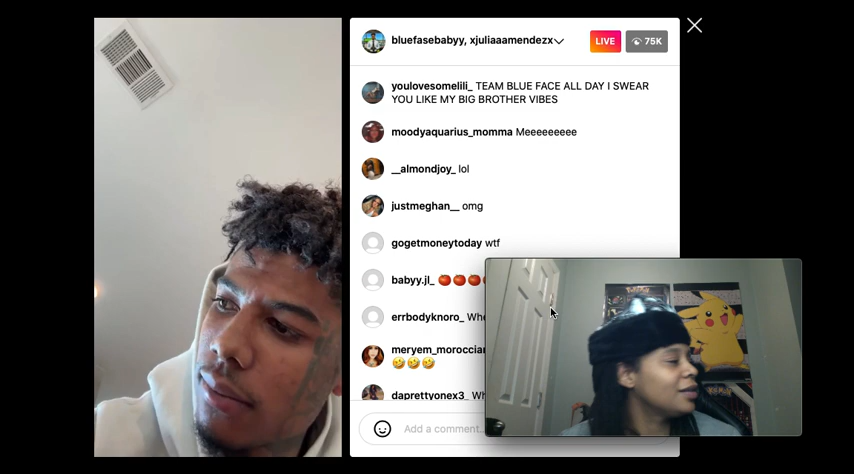 bluefasebabyy, xjuliaaamendezx
LIVE
75K
youlovesomelili_ TEAM BLUE FACE ALL DAY I SWEAR
YOU LIKE MY BIG BROTHER VIBES
moodyaquarius_momma Meeeeeeeee
__almondjoy_ lol
justmeghan__ omg
gogetmoneytoday wtf
babyy.jl_ 🍅🍅🍅
errbodyknoro_
meryem_moroccian
🤣🤣🤣
daprettyonex3_
Add a comment...